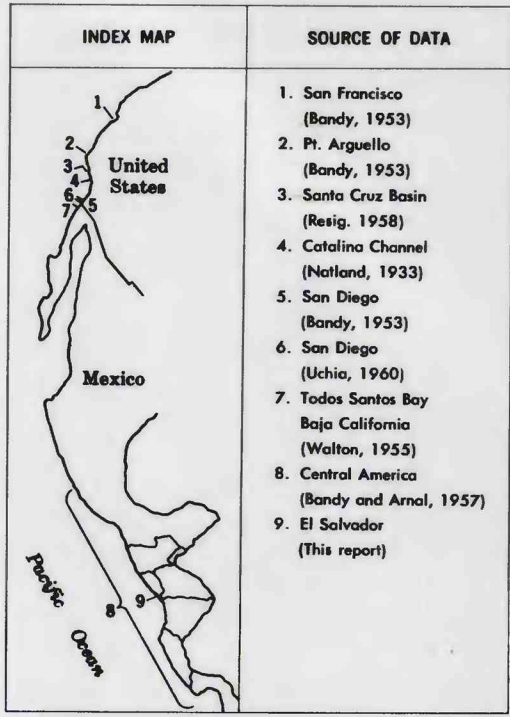 INDEX MAP
SOURCE OF DATA
1
2
3
4
6
7
5
United
States
Mexico
Pacific
Ocean
8
9
1. San Francisco
(Bandy, 1953)
2. Pt. Arguello
(Bandy, 1953)
3. Santa Cruz Basin
(Resig. 1958)
4. Catalina Channel
(Natland, 1933)
5. San Diego
(Bandy, 1953)
6. San Diego
(Uchia, 1960)
7. Todos Santos Bay
Baja California
(Walton, 1955)
8. Central America
(Bandy and Arnal, 1957)
9. El Salvador
(This report)